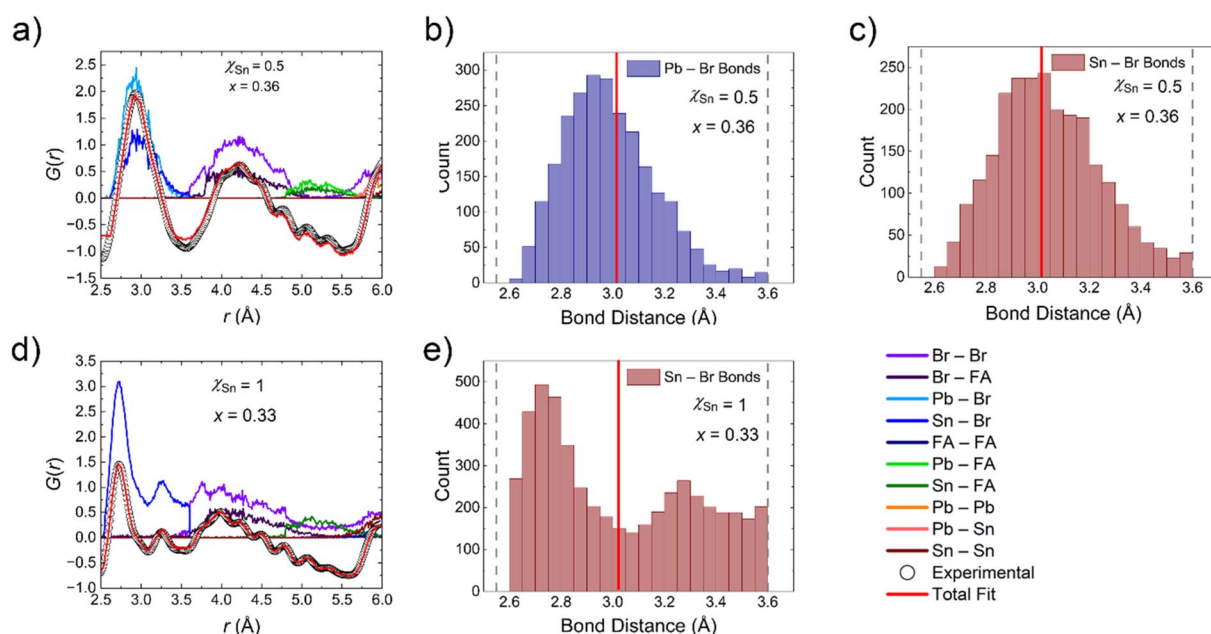 a)
χSn = 0.5
x = 0.36
G(r)
2.5
2.0
1.5
1.0
0.5
0.0
−0.5
−1.0
−1.5
2.5 3.0 3.5 4.0 4.5 5.0 5.5 6.0
r (Å)
b)
Pb – Br Bonds
χSn = 0.5
x = 0.36
Count
300
250
200
150
100
50
0
2.6 2.8 3.0 3.2 3.4 3.6
Bond Distance (Å)
c)
Sn – Br Bonds
χSn = 0.5
x = 0.36
Count
250
200
150
100
50
0
2.6 2.8 3.0 3.2 3.4 3.6
Bond Distance (Å)
d)
χSn = 1
x = 0.33
G(r)
3.5
3.0
2.5
2.0
1.5
1.0
0.5
0.0
−0.5
−1.0
2.5 3.0 3.5 4.0 4.5 5.0 5.5 6.0
r (Å)
e)
Sn – Br Bonds
χSn = 1
x = 0.33
Count
500
400
300
200
100
0
2.6 2.8 3.0 3.2 3.4 3.6
Bond Distance (Å)
Br – Br
Br – FA
Pb – Br
Sn – Br
FA – FA
Pb – FA
Sn – FA
Pb – Pb
Pb – Sn
Sn – Sn
Experimental
Total Fit